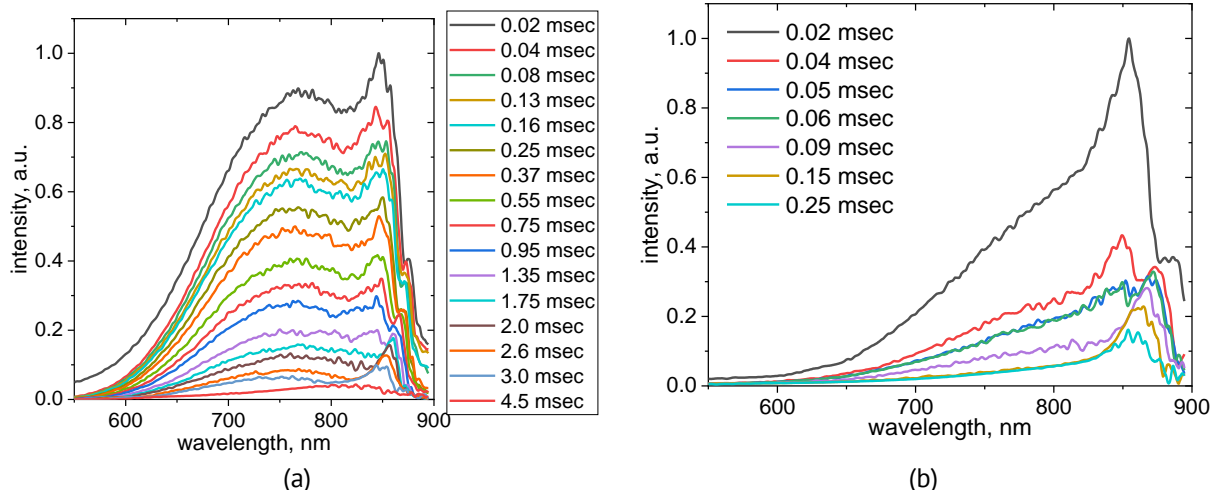 intensity, a.u.
1.0
0.8
0.6
0.4
0.2
0.0
600
700
800
900
wavelength, nm
0.02 msec
0.04 msec
0.08 msec
0.13 msec
0.16 msec
0.25 msec
0.37 msec
0.55 msec
0.75 msec
0.95 msec
1.35 msec
1.75 msec
2.0 msec
2.6 msec
3.0 msec
4.5 msec
(a)
intensity, a.u.
1.0
0.8
0.6
0.4
0.2
0.0
600
700
800
900
wavelength, nm
0.02 msec
0.04 msec
0.05 msec
0.06 msec
0.09 msec
0.15 msec
0.25 msec
(b)